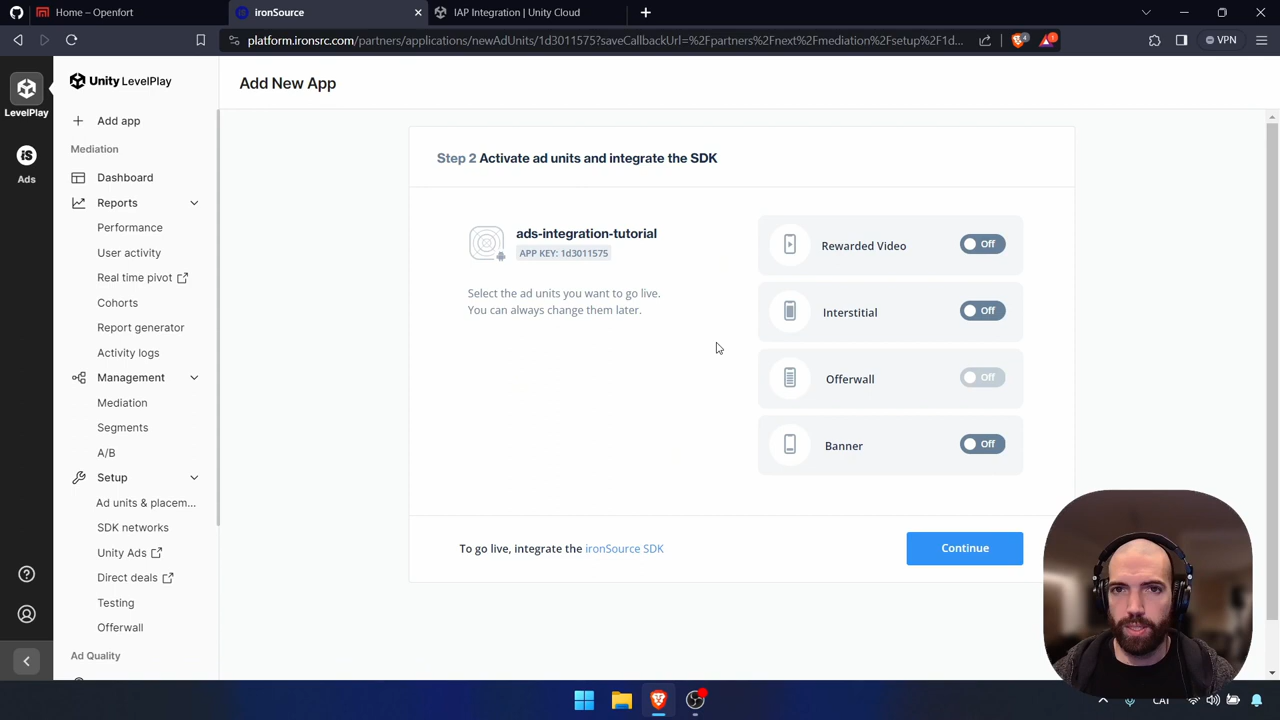 Home – Openfort
ironSource
IAP Integration | Unity Cloud
platform.ironsrc.com/partners/applications/newAdUnits/1d3011575?saveCallbackUrl=%2Fpartners%2Fnext%2Fmediation%2Fsetup%2F1d...
4
1
VPN
LevelPlay
iS
Ads
Unity LevelPlay
Add app
Mediation
Dashboard
Reports
Performance
User activity
Real time pivot
Cohorts
Report generator
Activity logs
Management
Mediation
Segments
A/B
Setup
Ad units & placem...
SDK networks
Unity Ads
Direct deals
Testing
Offerwall
Ad Quality
Add New App
Step 2 Activate ad units and integrate the SDK
ads-integration-tutorial
APP KEY: 1d3011575
Select the ad units you want to go live.
You can always change them later.
Rewarded Video
Off
Interstitial
Off
Offerwall
Off
Banner
Off
To go live, integrate the ironSource SDK
Continue
CAT